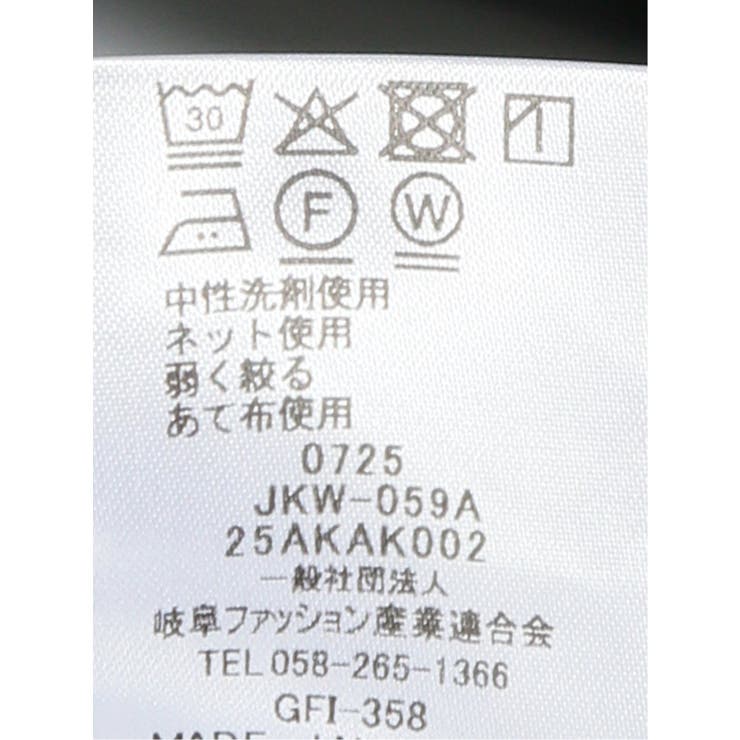 30
F W
中性洗剤使用
ネット使用
弱く絞る
あて布使用
0725
JKW-059A
25AKAK002
一般社団法人
岐阜ファッション産業連合会
TEL 058-265-1366
GFI-358
MADE